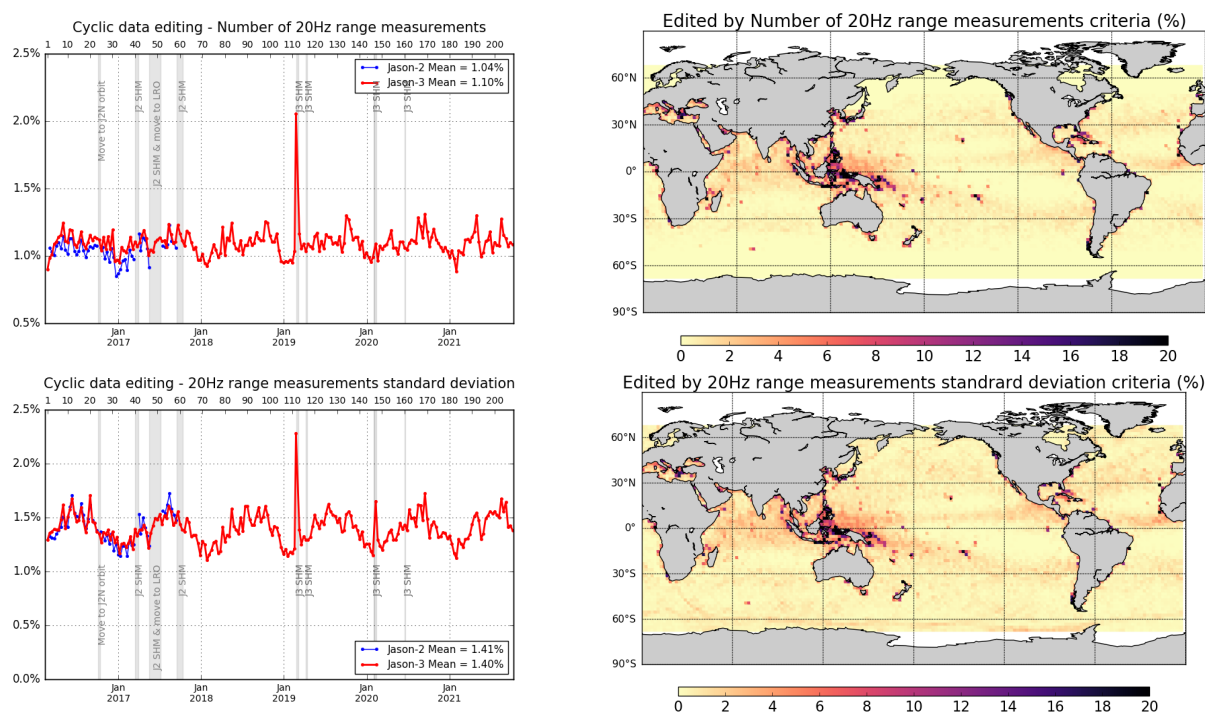 Cyclic data editing - Number of 20Hz range measurements
1 10 20 30 40 50 60 70 80 90 100 110 120 130 140 150 160 170 180 190 200
2.5%
2.0%
1.5%
1.0%
0.5%
Jason-2 Mean = 1.04%
Jason-3 Mean = 1.10%
Move to J2N orbit
J2 SHM
J2 SHM & move to LRO
J2 SHM
J3 SHM
J3 SHM
J3 SHM
J3 SHM
Jan Jan Jan Jan Jan
2017 2018 2019 2020 2021
Edited by Number of 20Hz range measurements criteria (%)
60°N
30°N
0°
30°S
60°S
90°S
0 2 4 6 8 10 12 14 16 18 20
Cyclic data editing - 20Hz range measurements standard deviation
1 10 20 30 40 50 60 70 80 90 100 110 120 130 140 150 160 170 180 190 200
2.5%
2.0%
1.5%
1.0%
0.5%
0.0%
Move to J2N orbit
J2 SHM
J2 SHM & move to LRO
J2 SHM
J3 SHM
J3 SHM
J3 SHM
J3 SHM
Jason-2 Mean = 1.41%
Jason-3 Mean = 1.40%
Jan Jan Jan Jan Jan
2017 2018 2019 2020 2021
Edited by 20Hz range measurements standrard deviation criteria (%)
60°N
30°N
0°
30°S
60°S
90°S
0 2 4 6 8 10 12 14 16 18 20